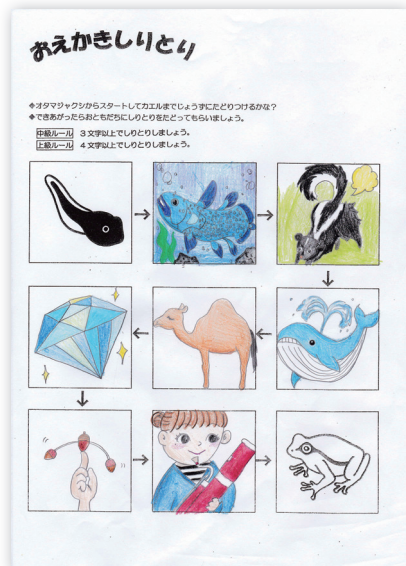 おえかきしりとり
◆オタマジャクシからスタートしてカエルまでじょうずにたどりつけるかな？
◆できあがったらおともだちにしりとりをたどってもらいましょう。
中級ルール ３文字以上でしりとりしましょう。
上級ルール ４文字以上でしりとりしましょう。